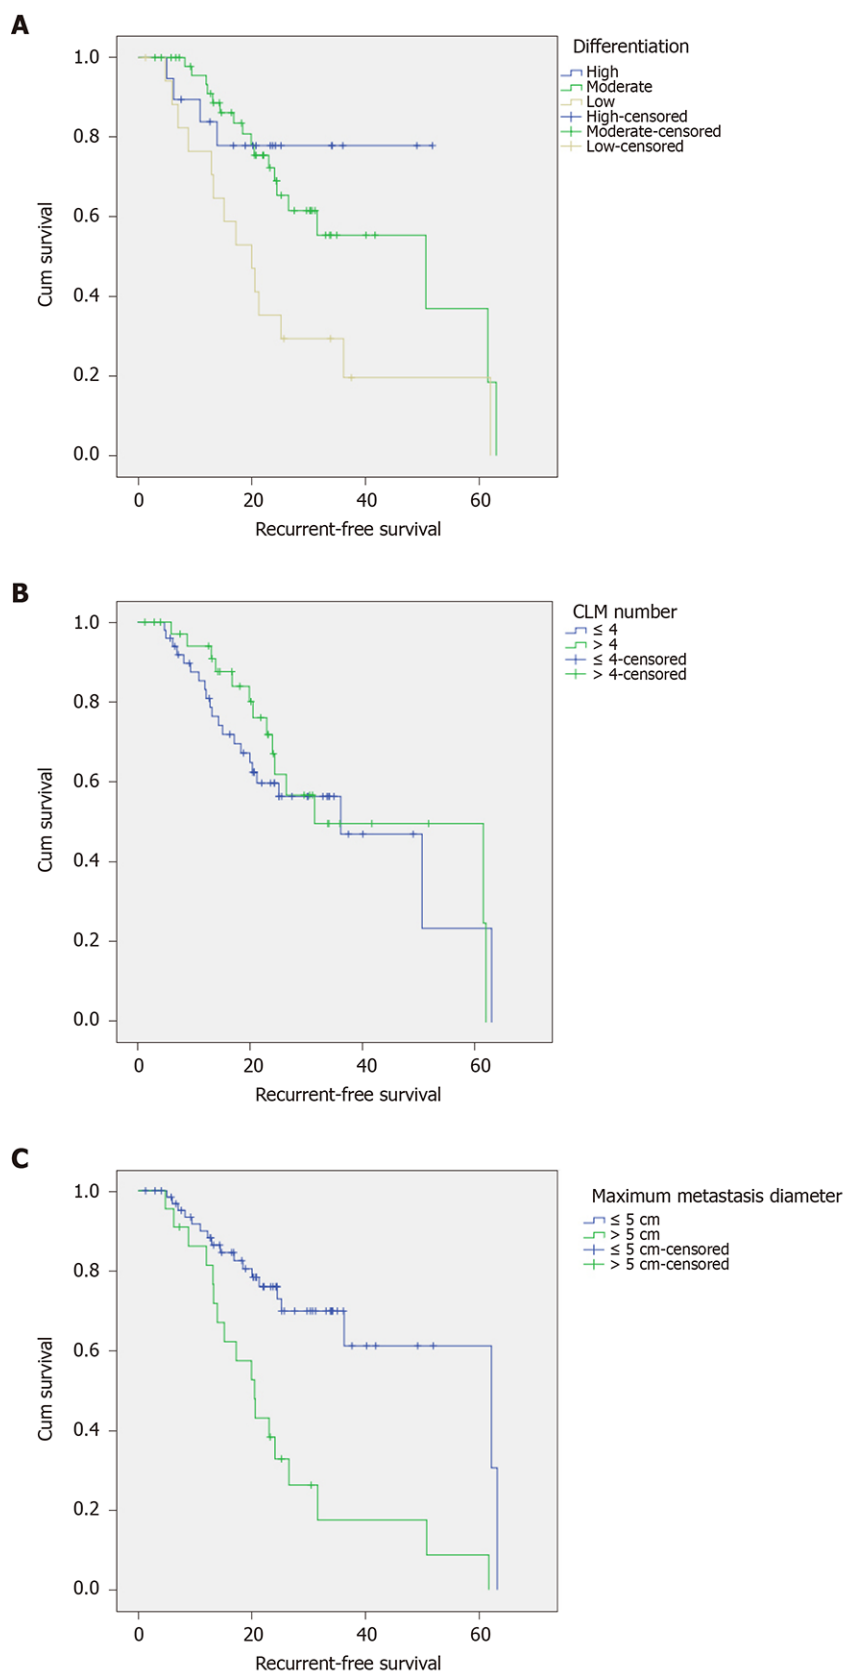 A
Differentiation
High
Moderate
Low
High-censored
Moderate-censored
Low-censored
Cum survival
1.0
0.8
0.6
0.4
0.2
0.0
0 20 40 60
Recurrent-free survival
B
CLM number
≤ 4
> 4
≤ 4-censored
> 4-censored
Cum survival
1.0
0.8
0.6
0.4
0.2
0.0
0 20 40 60
Recurrent-free survival
C
Maximum metastasis diameter
≤ 5 cm
> 5 cm
≤ 5 cm-censored
> 5 cm-censored
Cum survival
1.0
0.8
0.6
0.4
0.2
0.0
0 20 40 60
Recurrent-free survival